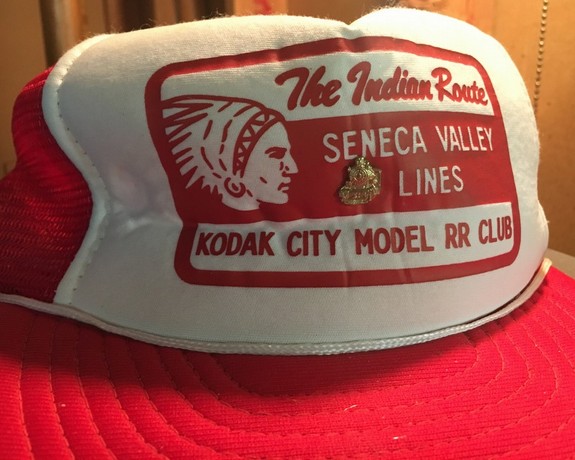 The Indian Route
SENECA VALLEY
LINES
KODAK CITY MODEL RR CLUB